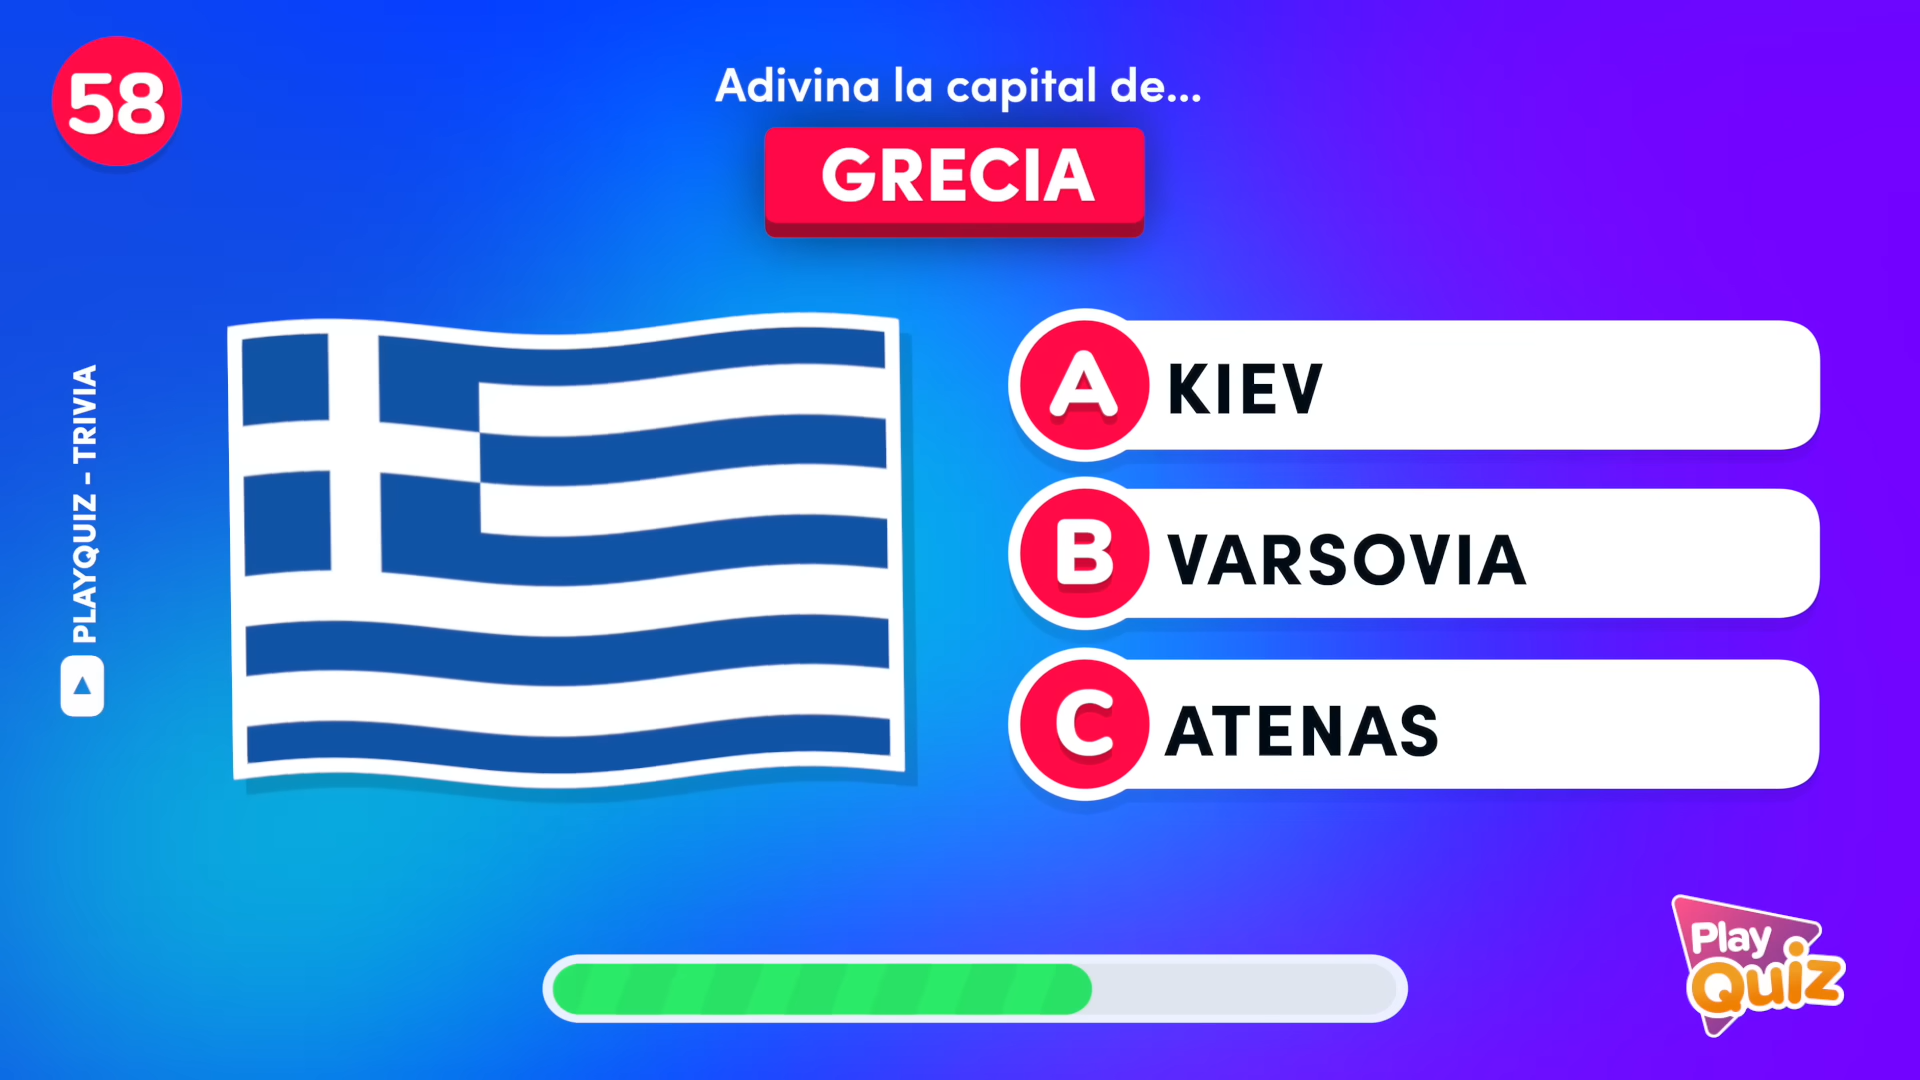 58
Adivina la capital de...
GRECIA
PLAYQUIZ - TRIVIA
A KIEV
B VARSOVIA
C ATENAS
Play
Quiz